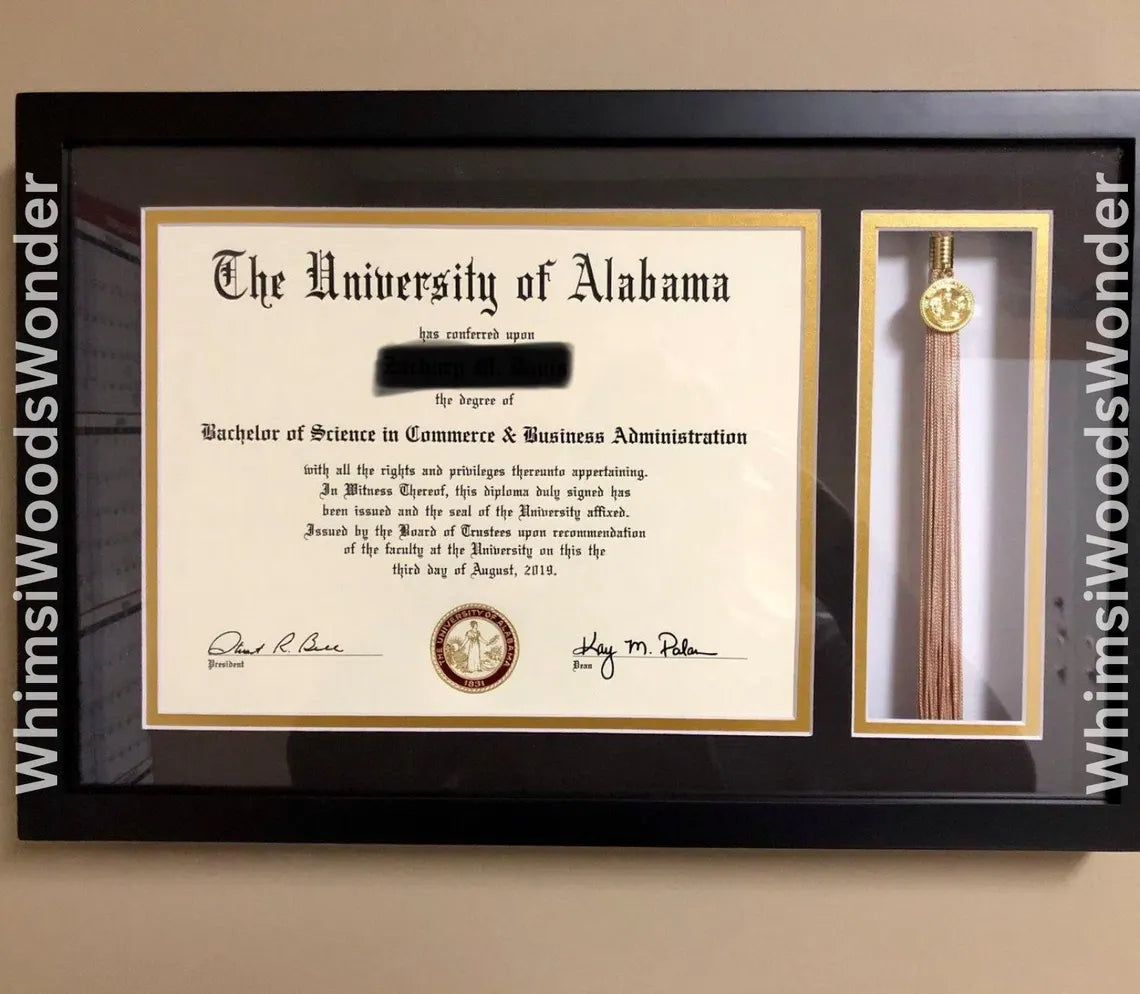 The University of Alabama
has conferred upon
the degree of
Bachelor of Science in Commerce & Business Administration
with all the rights and privileges thereunto appertaining.
In Witness Thereof, this diploma duly signed has
been issued and the seal of the University affixed.
Issued by the Board of Trustees upon recommendation
of the faculty at the University on this the
third day of August, 2019.
President
THE UNIVERSITY OF ALABAMA
1831
Kay M. Palan
Dean
WhimsiWoodsWonder
WhimsiWoodsWonder